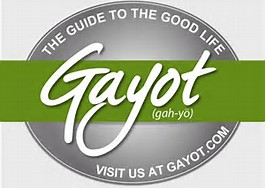 THE GUIDE TO THE GOOD LIFE
Gayot
(gah-yō)
VISIT US AT GAYOT.COM